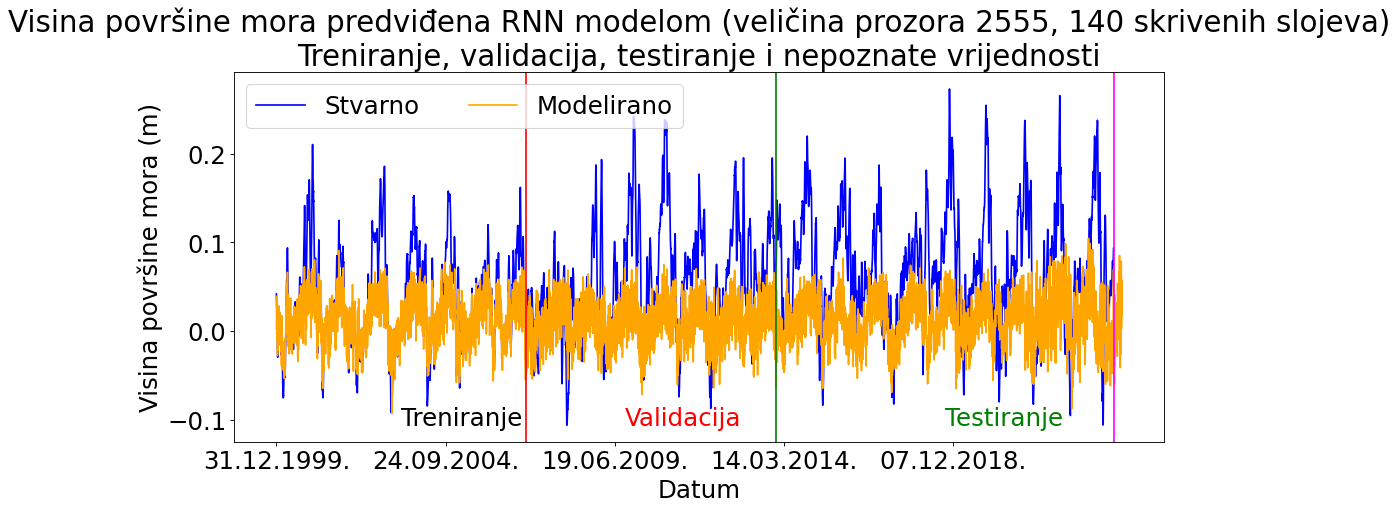 Visina površine mora predviđena RNN modelom (veličina prozora 2555, 140 skrivenih slojeva)
Treniranje, validacija, testiranje i nepoznate vrijednosti
Stvarno Modelirano
Visina površine mora (m)
0.2
0.1
0.0
−0.1
Treniranje Validacija Testiranje
31.12.1999. 24.09.2004. 19.06.2009. 14.03.2014. 07.12.2018.
Datum